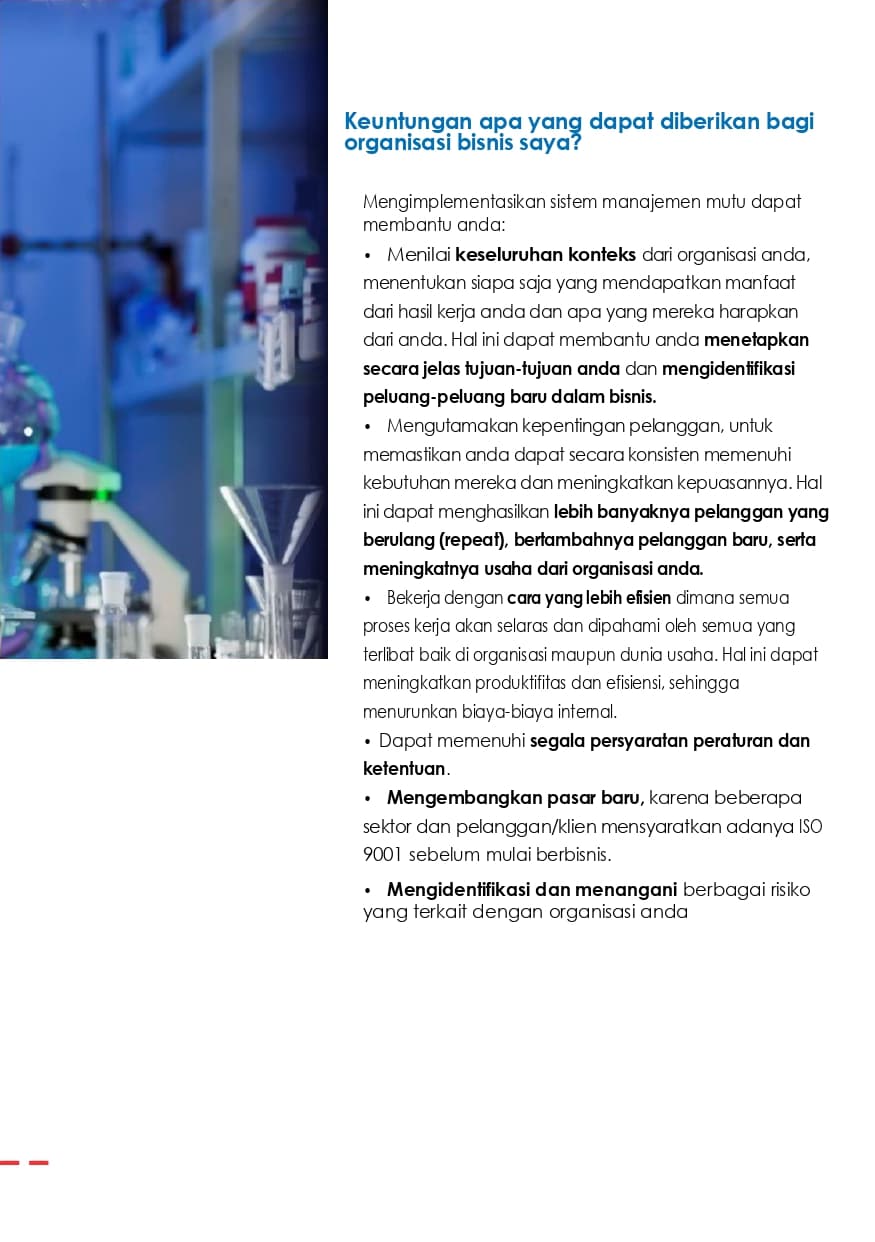 Keuntungan apa yang dapat diberikan bagi
organisasi bisnis saya?
Mengimplementasikan sistem manajemen mutu dapat
membantu anda:
• Menilai keseluruhan konteks dari organisasi anda,
menentukan siapa saja yang mendapatkan manfaat
dari hasil kerja anda dan apa yang mereka harapkan
dari anda. Hal ini dapat membantu anda menetapkan
secara jelas tujuan-tujuan anda dan mengidentifikasi
peluang-peluang baru dalam bisnis.
• Mengutamakan kepentingan pelanggan, untuk
memastikan anda dapat secara konsisten memenuhi
kebutuhan mereka dan meningkatkan kepuasannya. Hal
ini dapat menghasilkan lebih banyaknya pelanggan yang
berulang (repeat), bertambahnya pelanggan baru, serta
meningkatnya usaha dari organisasi anda.
• Bekerja dengan cara yang lebih efisien dimana semua
proses kerja akan selaras dan dipahami oleh semua yang
terlibat baik di organisasi maupun dunia usaha. Hal ini dapat
meningkatkan produktifitas dan efisiensi, sehingga
menurunkan biaya-biaya internal.
• Dapat memenuhi segala persyaratan peraturan dan
ketentuan.
• Mengembangkan pasar baru, karena beberapa
sektor dan pelanggan/klien mensyaratkan adanya ISO
9001 sebelum mulai berbisnis.
• Mengidentifikasi dan menangani berbagai risiko
yang terkait dengan organisasi anda